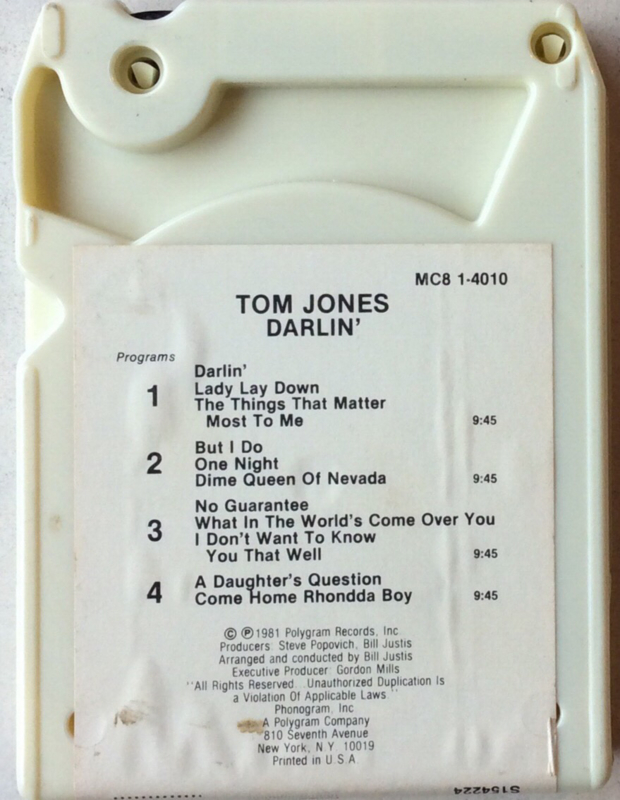 MC8 1-4010
TOM JONES
DARLIN'
Programs
1
Darlin'
Lady Lay Down
The Things That Matter
Most To Me 9:45
2
But I Do
One Night
Dime Queen Of Nevada 9:45
3
No Guarantee
What In The World's Come Over You
I Don't Want To Know
You That Well 9:45
4
A Daughter's Question
Come Home Rhondda Boy 9:45
© ℗ 1981 Polygram Records, Inc.
Producers: Steve Popovich, Bill Justis
Arranged and conducted by Bill Justis
Executive Producer: Gordon Mills
"All Rights Reserved. Unauthorized Duplication Is
a Violation Of Applicable Laws."
Phonogram, Inc
A Polygram Company
810 Seventh Avenue
New York, N.Y. 10019
Printed in U.S.A.
S154224